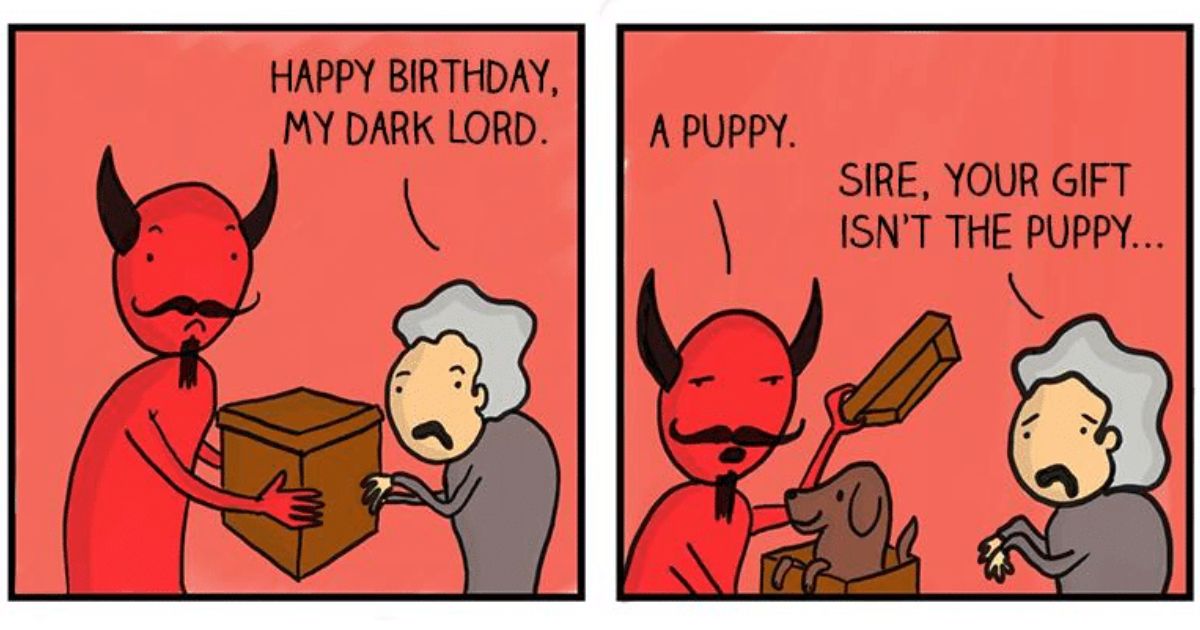 HAPPY BIRTHDAY,
MY DARK LORD.
A PUPPY.
SIRE, YOUR GIFT
ISN'T THE PUPPY...